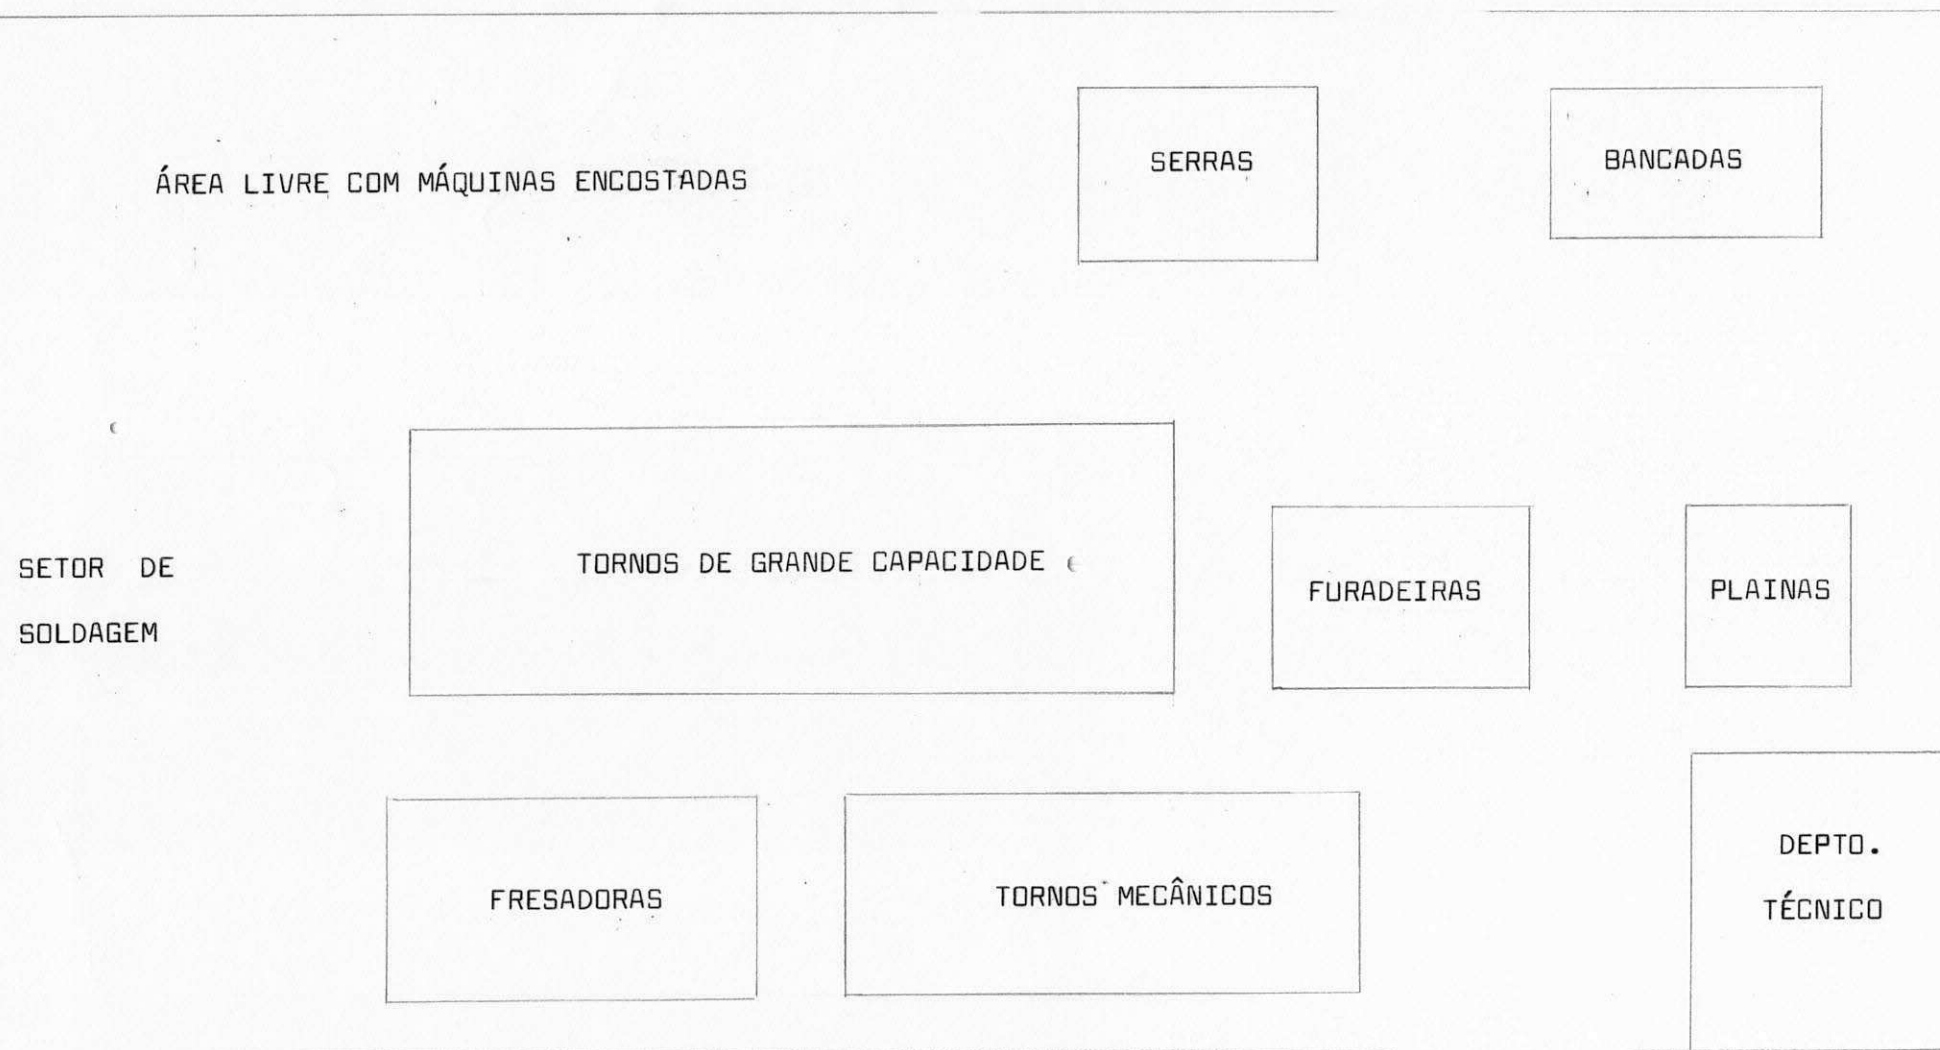 ÁREA LIVRE COM MÁQUINAS ENCOSTADAS
SERRAS
BANCADAS
SETOR DE
SOLDAGEM
TORNOS DE GRANDE CAPACIDADE
FURADEIRAS
PLAINAS
FRESADORAS
TORNOS MECÂNICOS
DEPTO.
TÉCNICO